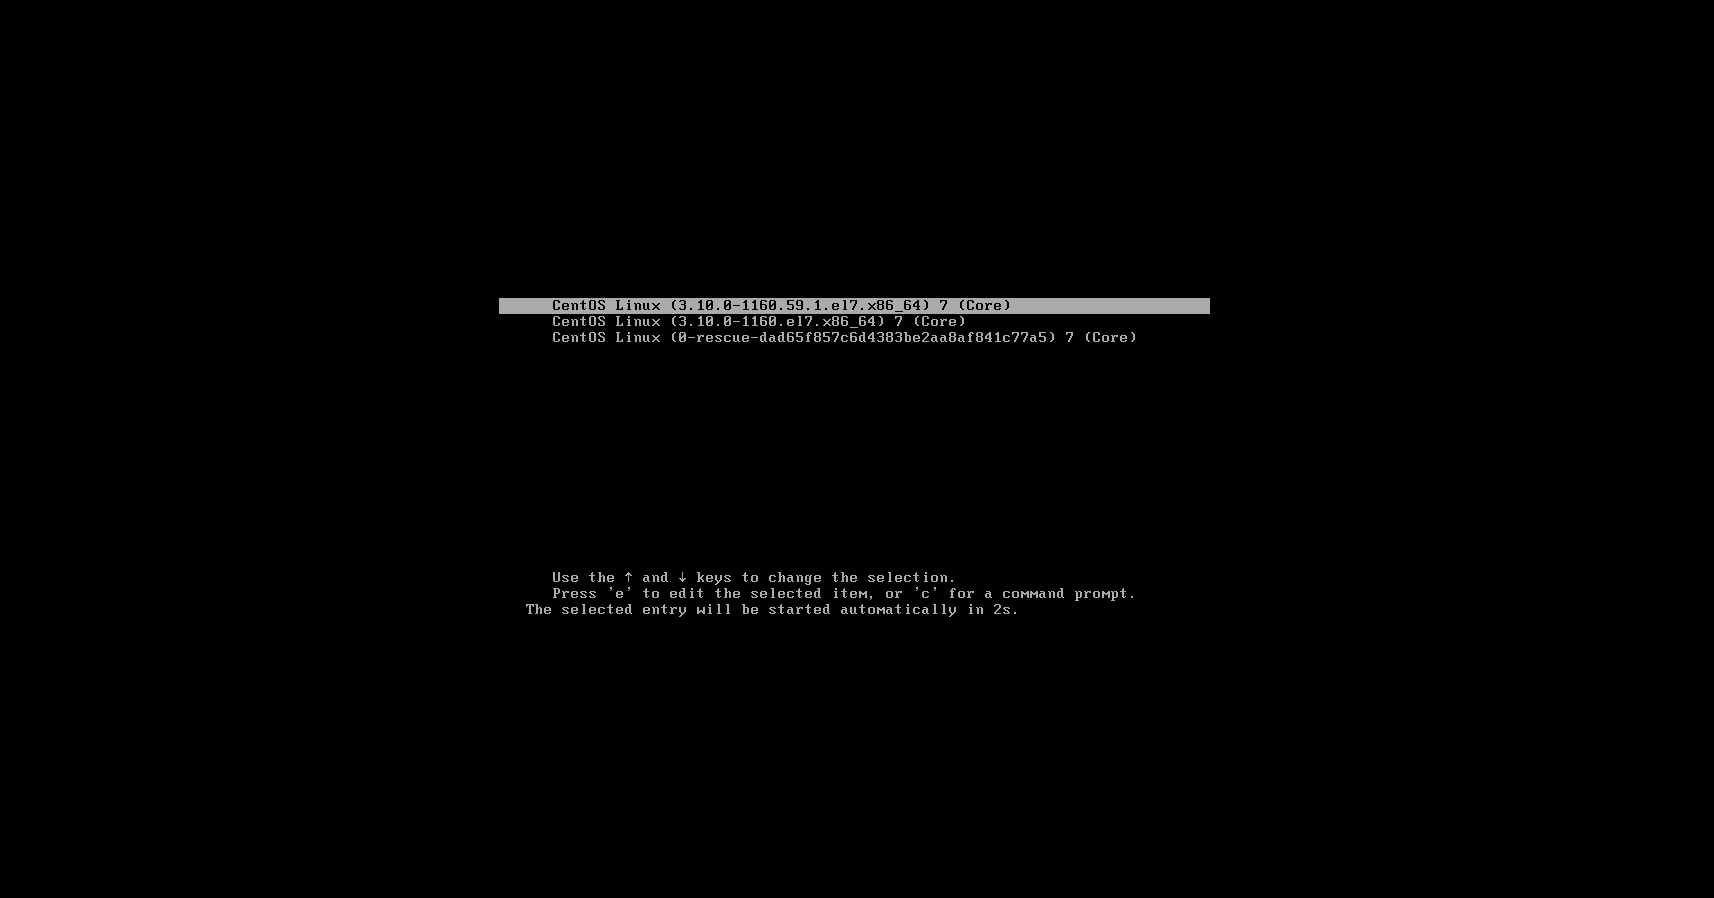 CentOS Linux (3.10.0-1160.59.1.el7.x86_64) 7 (Core)
CentOS Linux (3.10.0-1160.el7.x86_64) 7 (Core)
CentOS Linux (0-rescue-dad65f857c6d4383be2aa8af841c77a5) 7 (Core)
Use the ↑ and ↓ keys to change the selection.
Press 'e' to edit the selected item, or 'c' for a command prompt.
The selected entry will be started automatically in 2s.